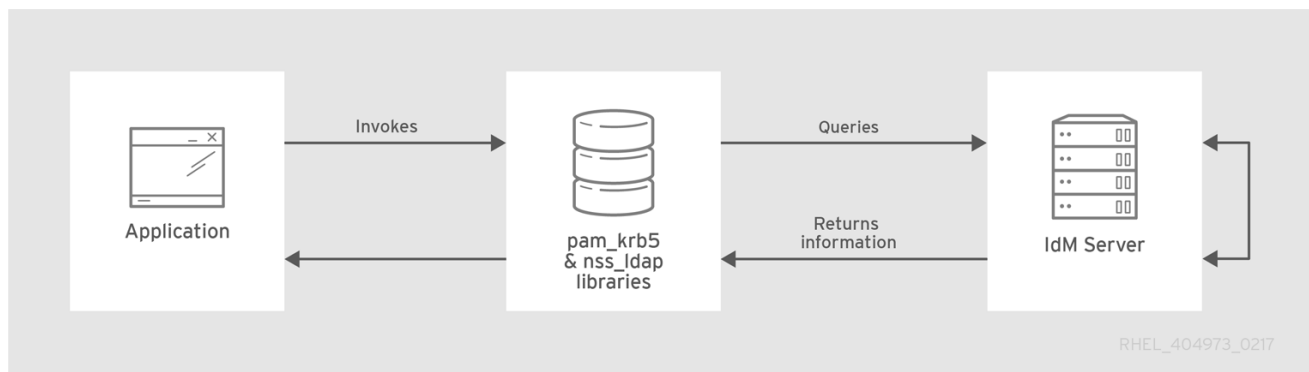 Invokes
Queries
Application
Returns
information
pam_krb5
& nss_ldap
libraries
IdM Server
RHEL_404973_0217